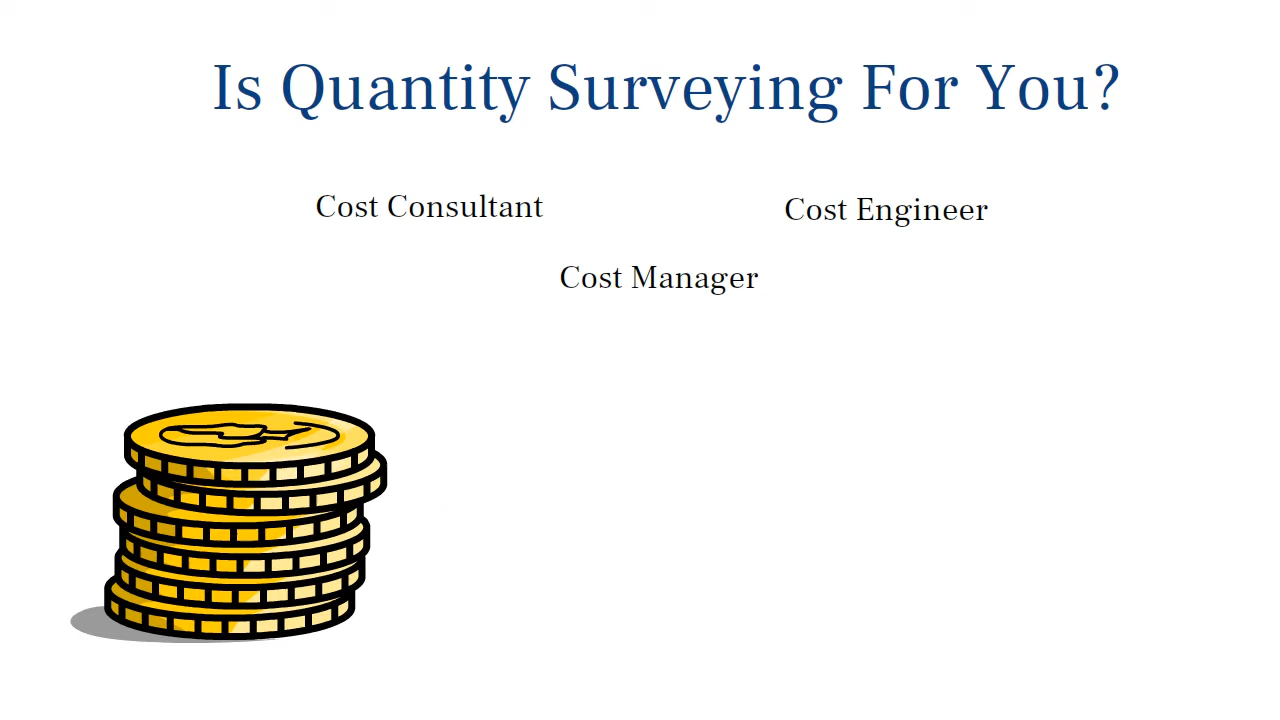 Is Quantity Surveying For You?
Cost Consultant
Cost Engineer
Cost Manager